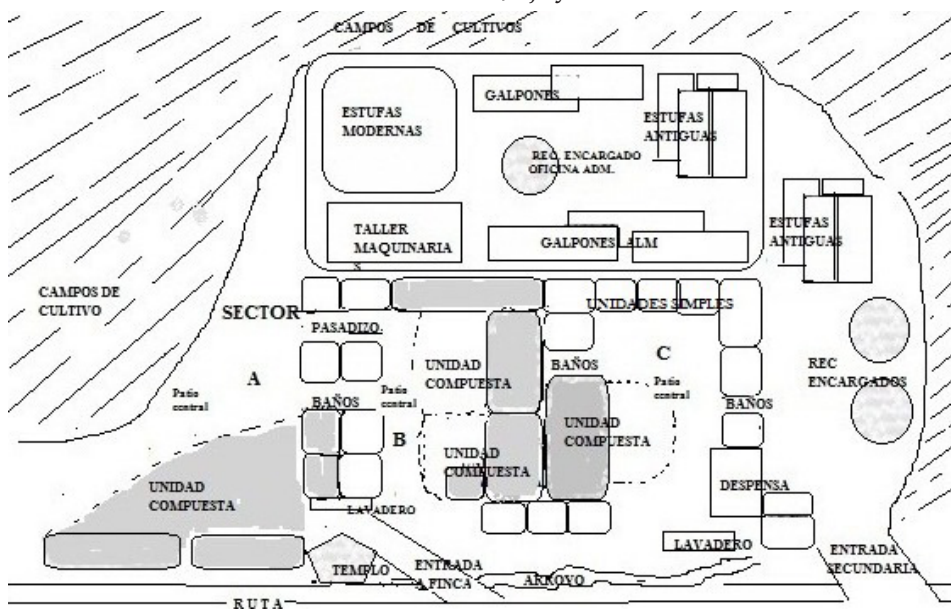 CAMPOS DE CULTIVOS
ESTUFAS
MODERNAS
GALPONES
ESTUFAS
ANTIGUAS
REC. ENCARGADO
OFICINA ADM.
TALLER
MAQUINARIA
S
GALPONES ALM
ESTUFAS
ANTIGUAS
CAMPOS DE
CULTIVO
SECTOR
UNIDADES SIMPLES
PASADIZO
A
Patio
central
UNIDAD
COMPUESTA
Patio
central
BAÑOS
C
Patio
central
REC
ENCARGADOS
BAÑOS
B
UNIDAD
COMPUESTA
UNIDAD
COMPUESTA
BAÑOS
UNIDAD
COMPUESTA
DESPENSA
LAVADERO
LAVADERO
TEMPLO
ENTRADA
A FINCA
ARROYO
ENTRADA
SECUNDARIA
RUTA